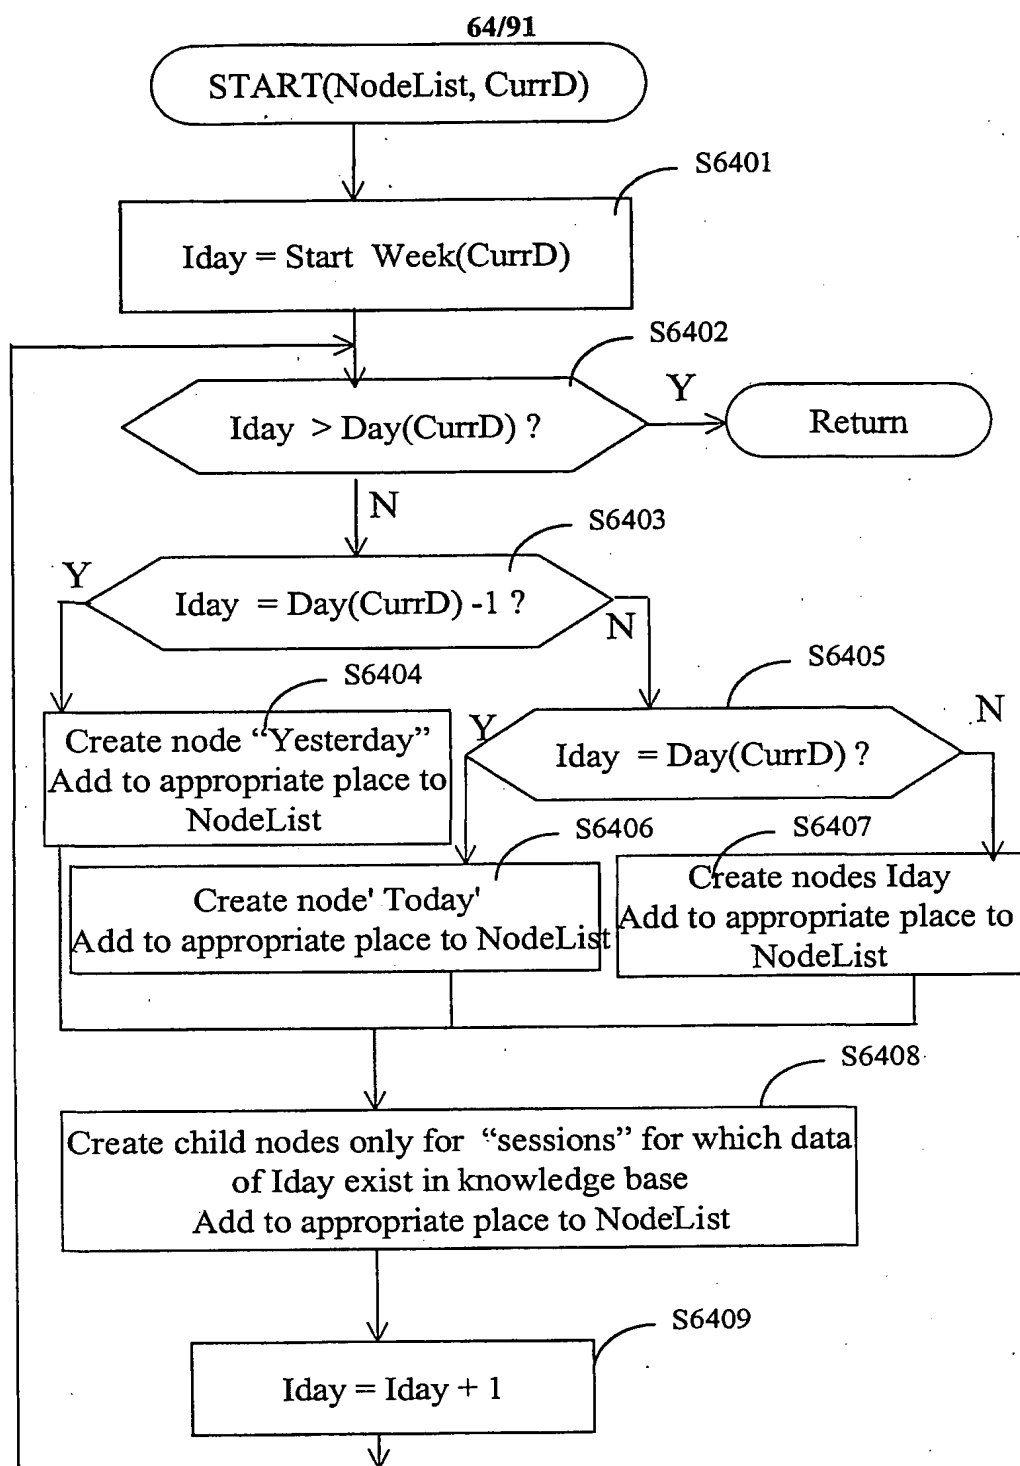 64/91
START(NodeList, CurrD)
S6401
Iday = Start Week(CurrD)
S6402
Iday > Day(CurrD) ?
Y
Return
N
S6403
Y
Iday = Day(CurrD) -1 ?
N
S6404
S6405
Create node “Yesterday”
Add to appropriate place to
NodeList
Y
Iday = Day(CurrD) ?
N
S6406
S6407
Create node' Today'
Add to appropriate place to NodeList
Create nodes Iday
Add to appropriate place to
NodeList
S6408
Create child nodes only for “sessions” for which data
of Iday exist in knowledge base
Add to appropriate place to NodeList
S6409
Iday = Iday + 1